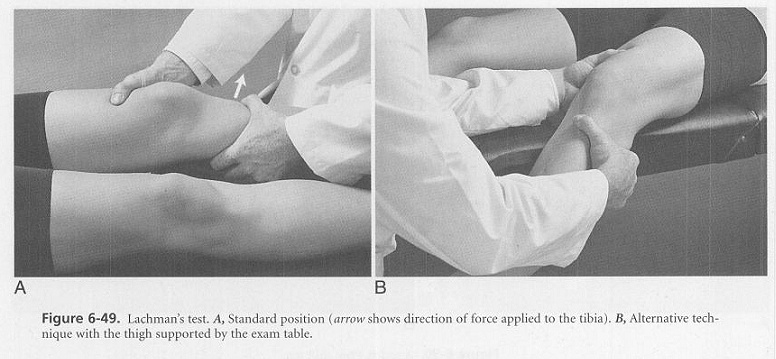 A
B
Figure 6-49. Lachman's test. A, Standard position (arrow shows direction of force applied to the tibia). B, Alternative tech-
nique with the thigh supported by the exam table.